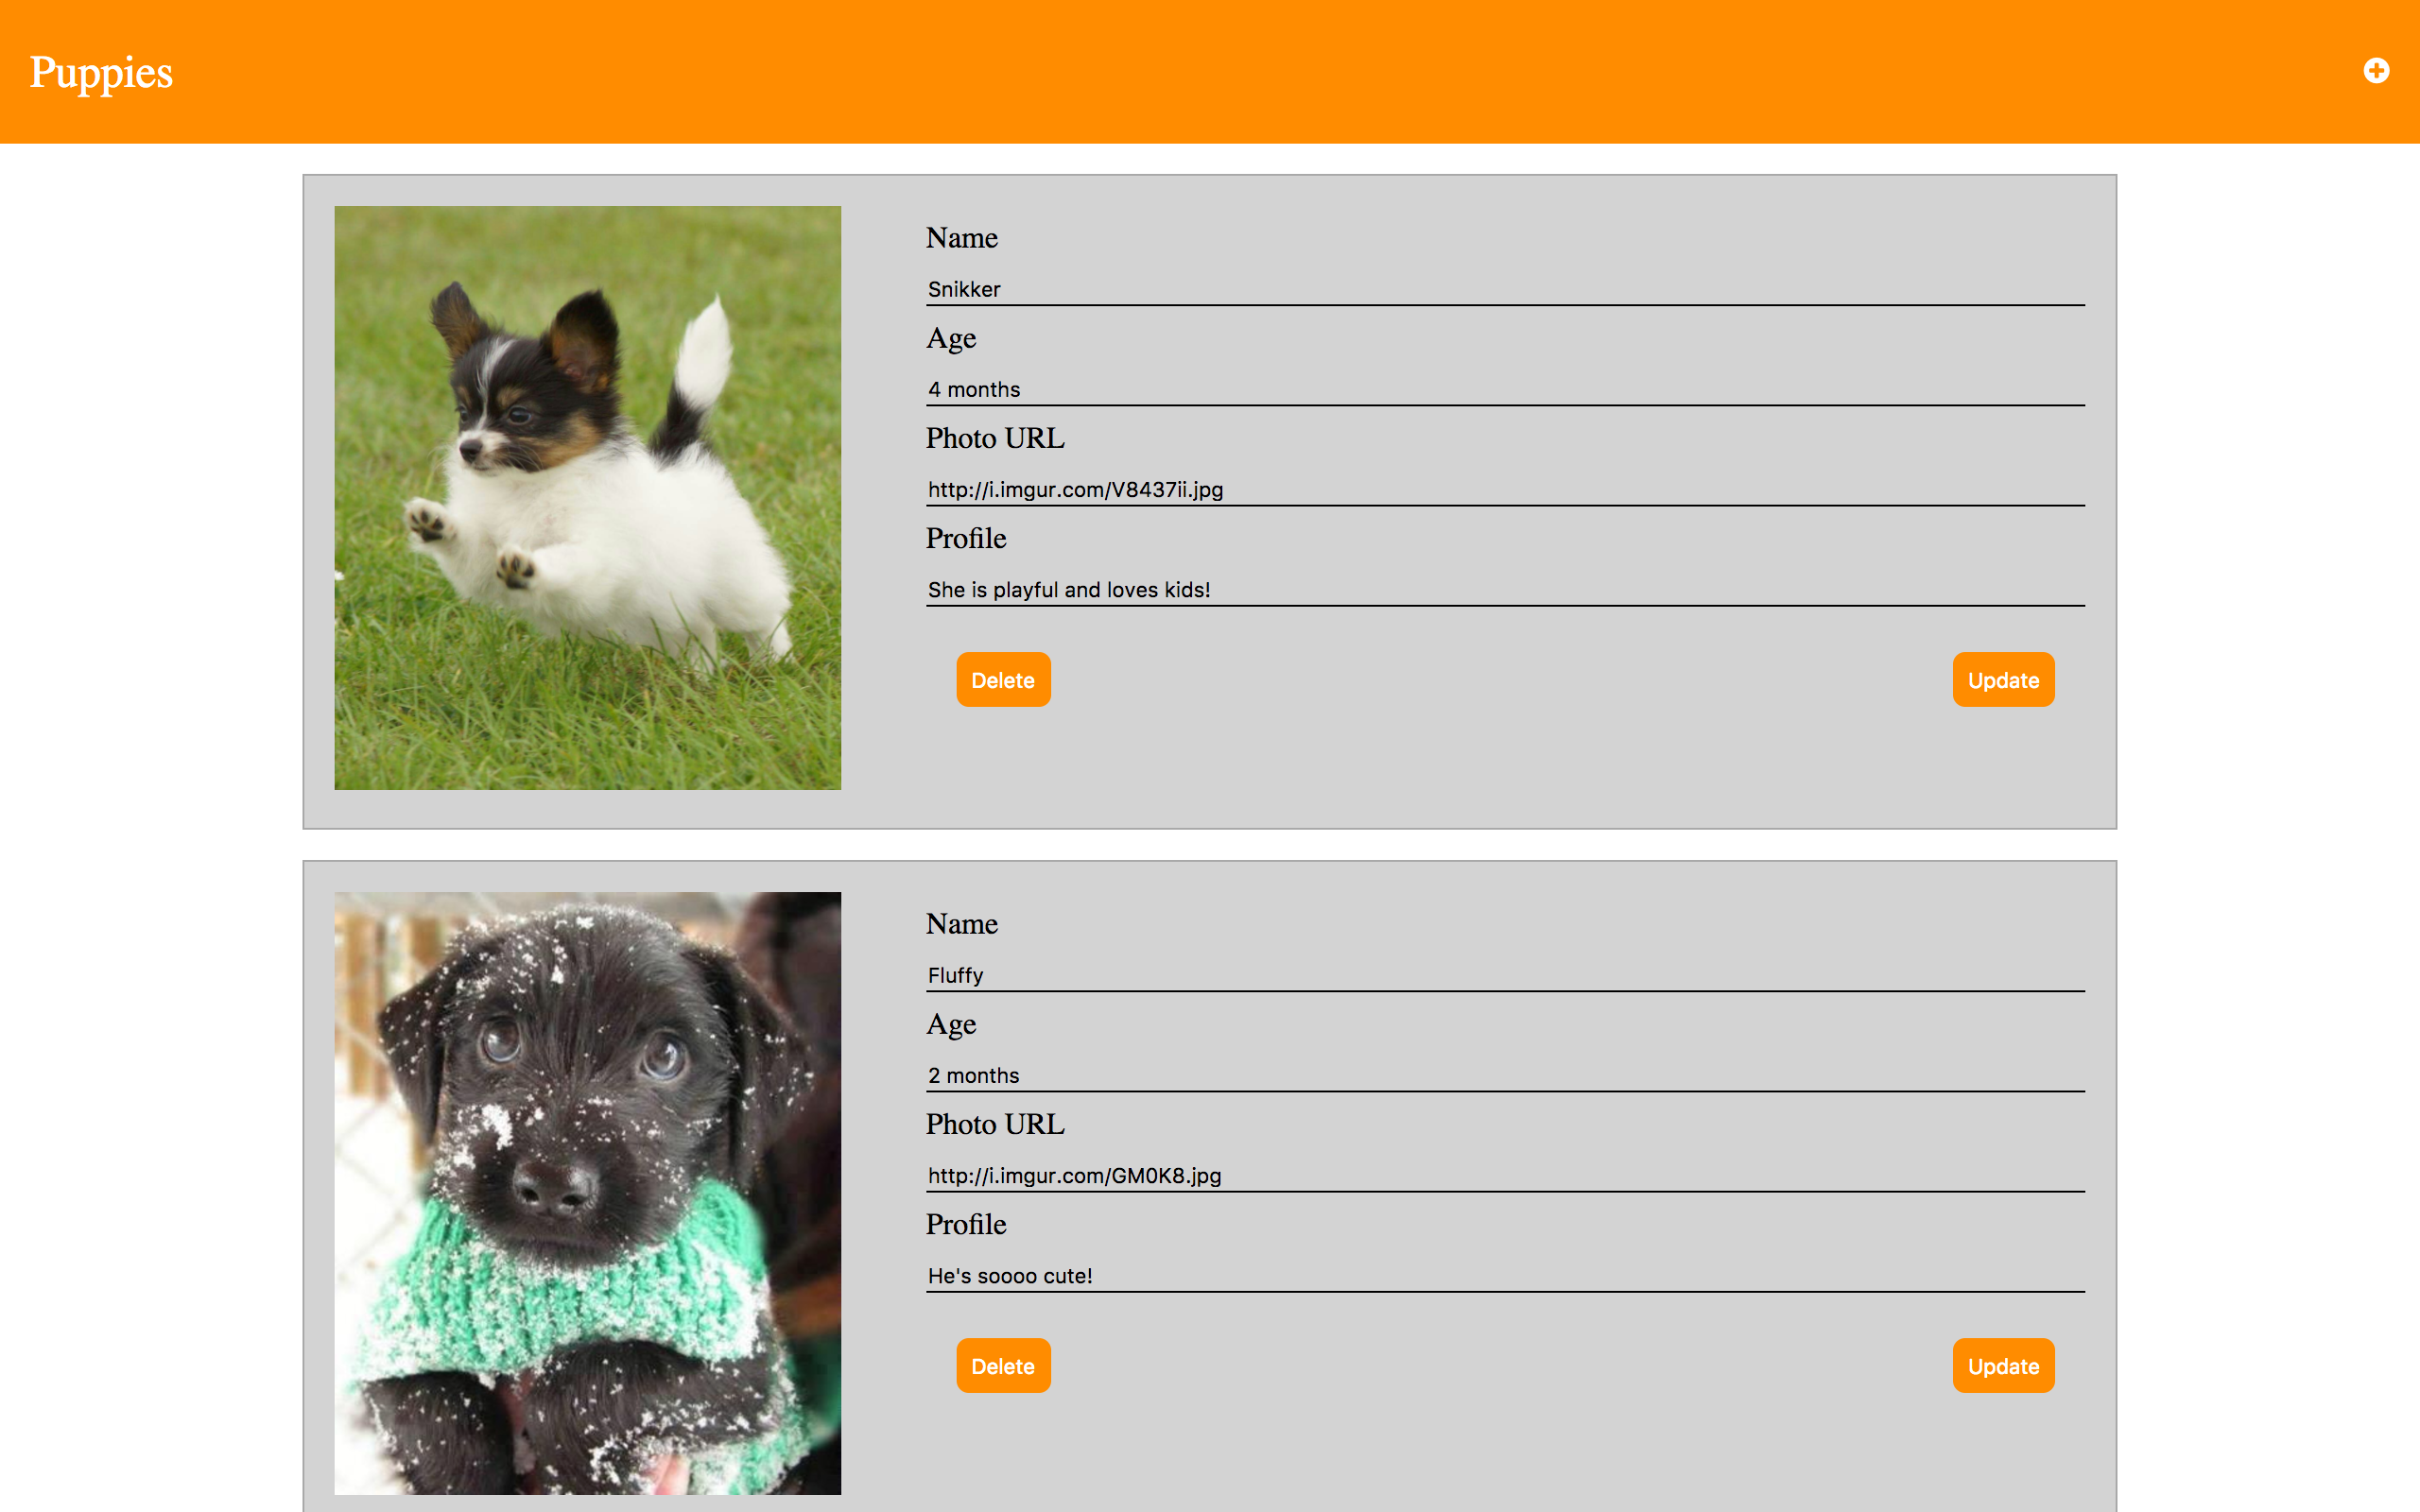 Puppies
Name
Snikker
Age
4 months
Photo URL
http://i.imgur.com/V8437ii.jpg
Profile
She is playful and loves kids!
Delete Update
Name
Fluffy
Age
2 months
Photo URL
http://i.imgur.com/GM0K8.jpg
Profile
He's soooo cute!
Delete Update